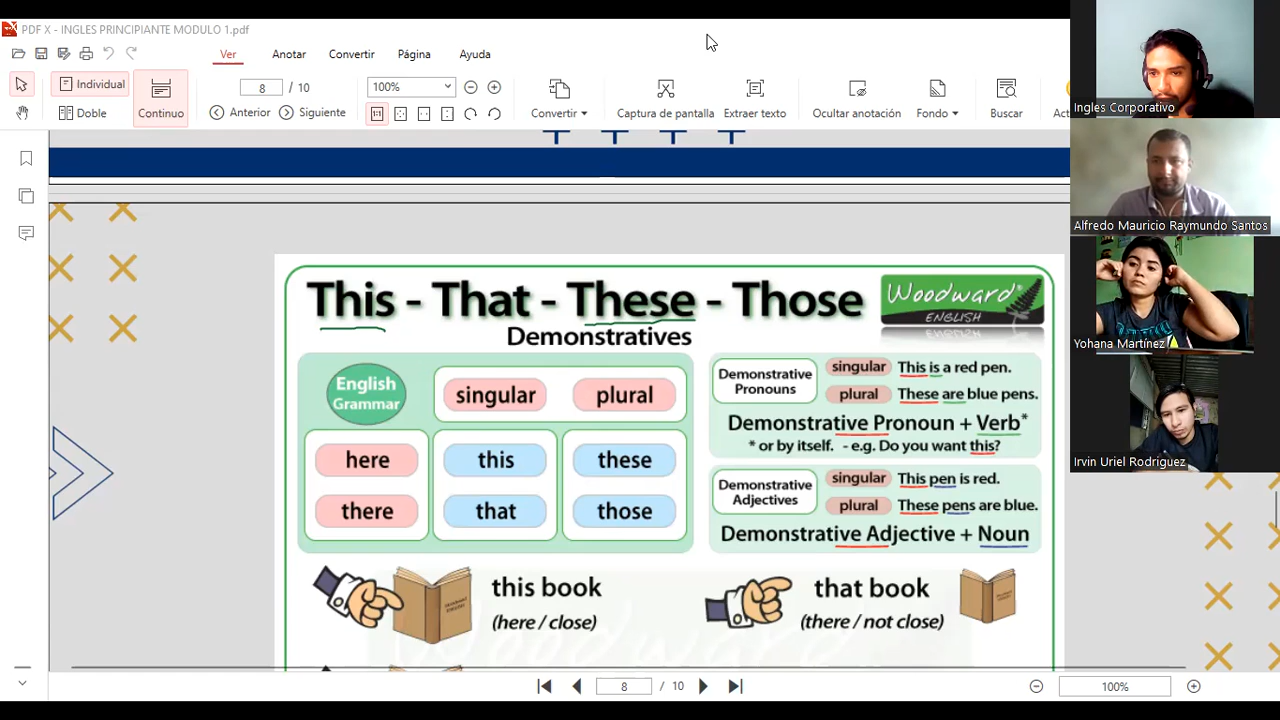 PDF X - INGLES PRINCIPIANTE MODULO 1.pdf
Ver Anotar Convertir Página Ayuda
Individual
Doble
Continuo
8 / 10
Anterior
Siguiente
100%
Convertir
Captura de pantalla
Extraer texto
Ocultar anotación
Fondo
Buscar
Ingles Corporativo
Alfredo Mauricio Raymundo Santos
Yohana Martinez
Irvin Uriel Rodriguez
This - That - These - Those
Demonstratives
Woodward®
ENGLISH
English
Grammar
singular plural
here this these
there that those
Demonstrative
Pronouns
singular This is a red pen.
plural These are blue pens.
Demonstrative Pronoun + Verb*
* or by itself. - e.g. Do you want this?
Demonstrative
Adjectives
singular This pen is red.
plural These pens are blue.
Demonstrative Adjective + Noun
this book
(here / close)
that book
(there / not close)
8 / 10
100%